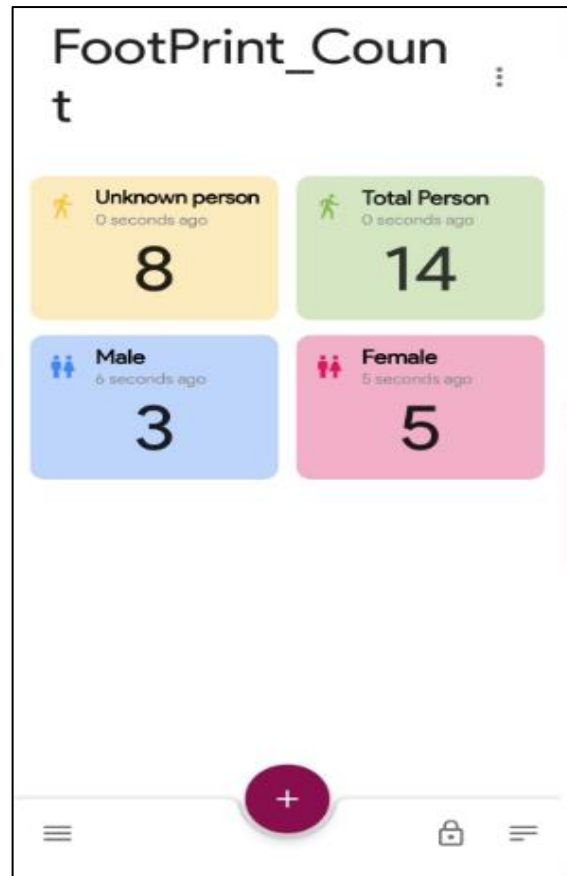 FootPrint_Coun
t
Unknown person
0 seconds ago
8
Total Person
0 seconds ago
14
Male
6 seconds ago
3
Female
5 seconds ago
5